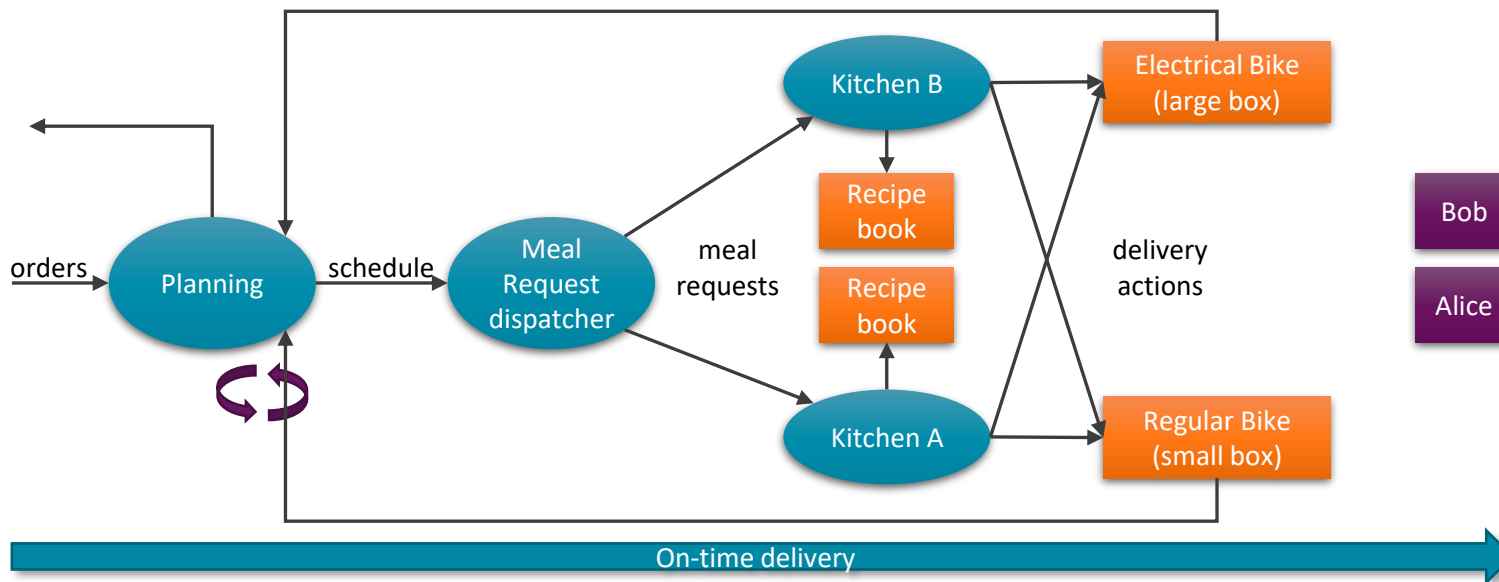 Electrical Bike
(large box)
Kitchen B
Recipe
book
Bob
orders
Planning
schedule
Meal
Request
dispatcher
meal
requests
delivery
actions
Recipe
book
Alice
Kitchen A
Regular Bike
(small box)
On-time delivery